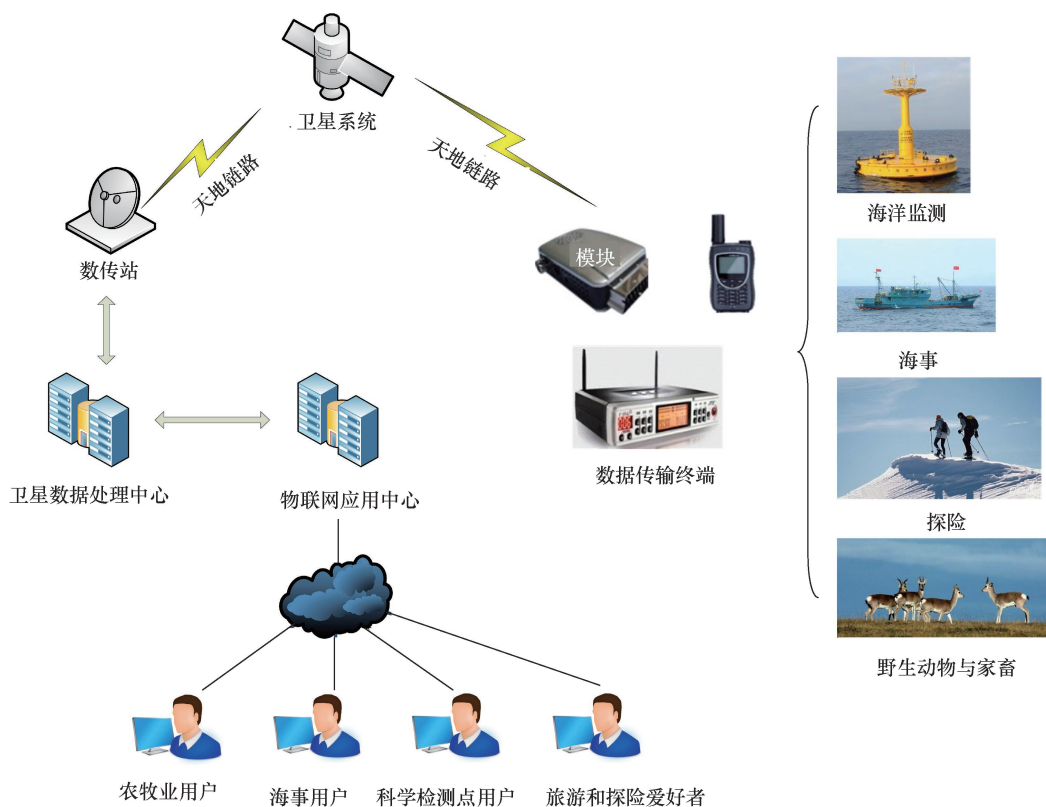 卫星系统
天地链路
天地链路
数传站
模块
海洋监测
海事
数据传输终端
卫星数据处理中心
物联网应用中心
探险
野生动物与家畜
农牧业用户
海事用户
科学检测点用户
旅游和探险爱好者